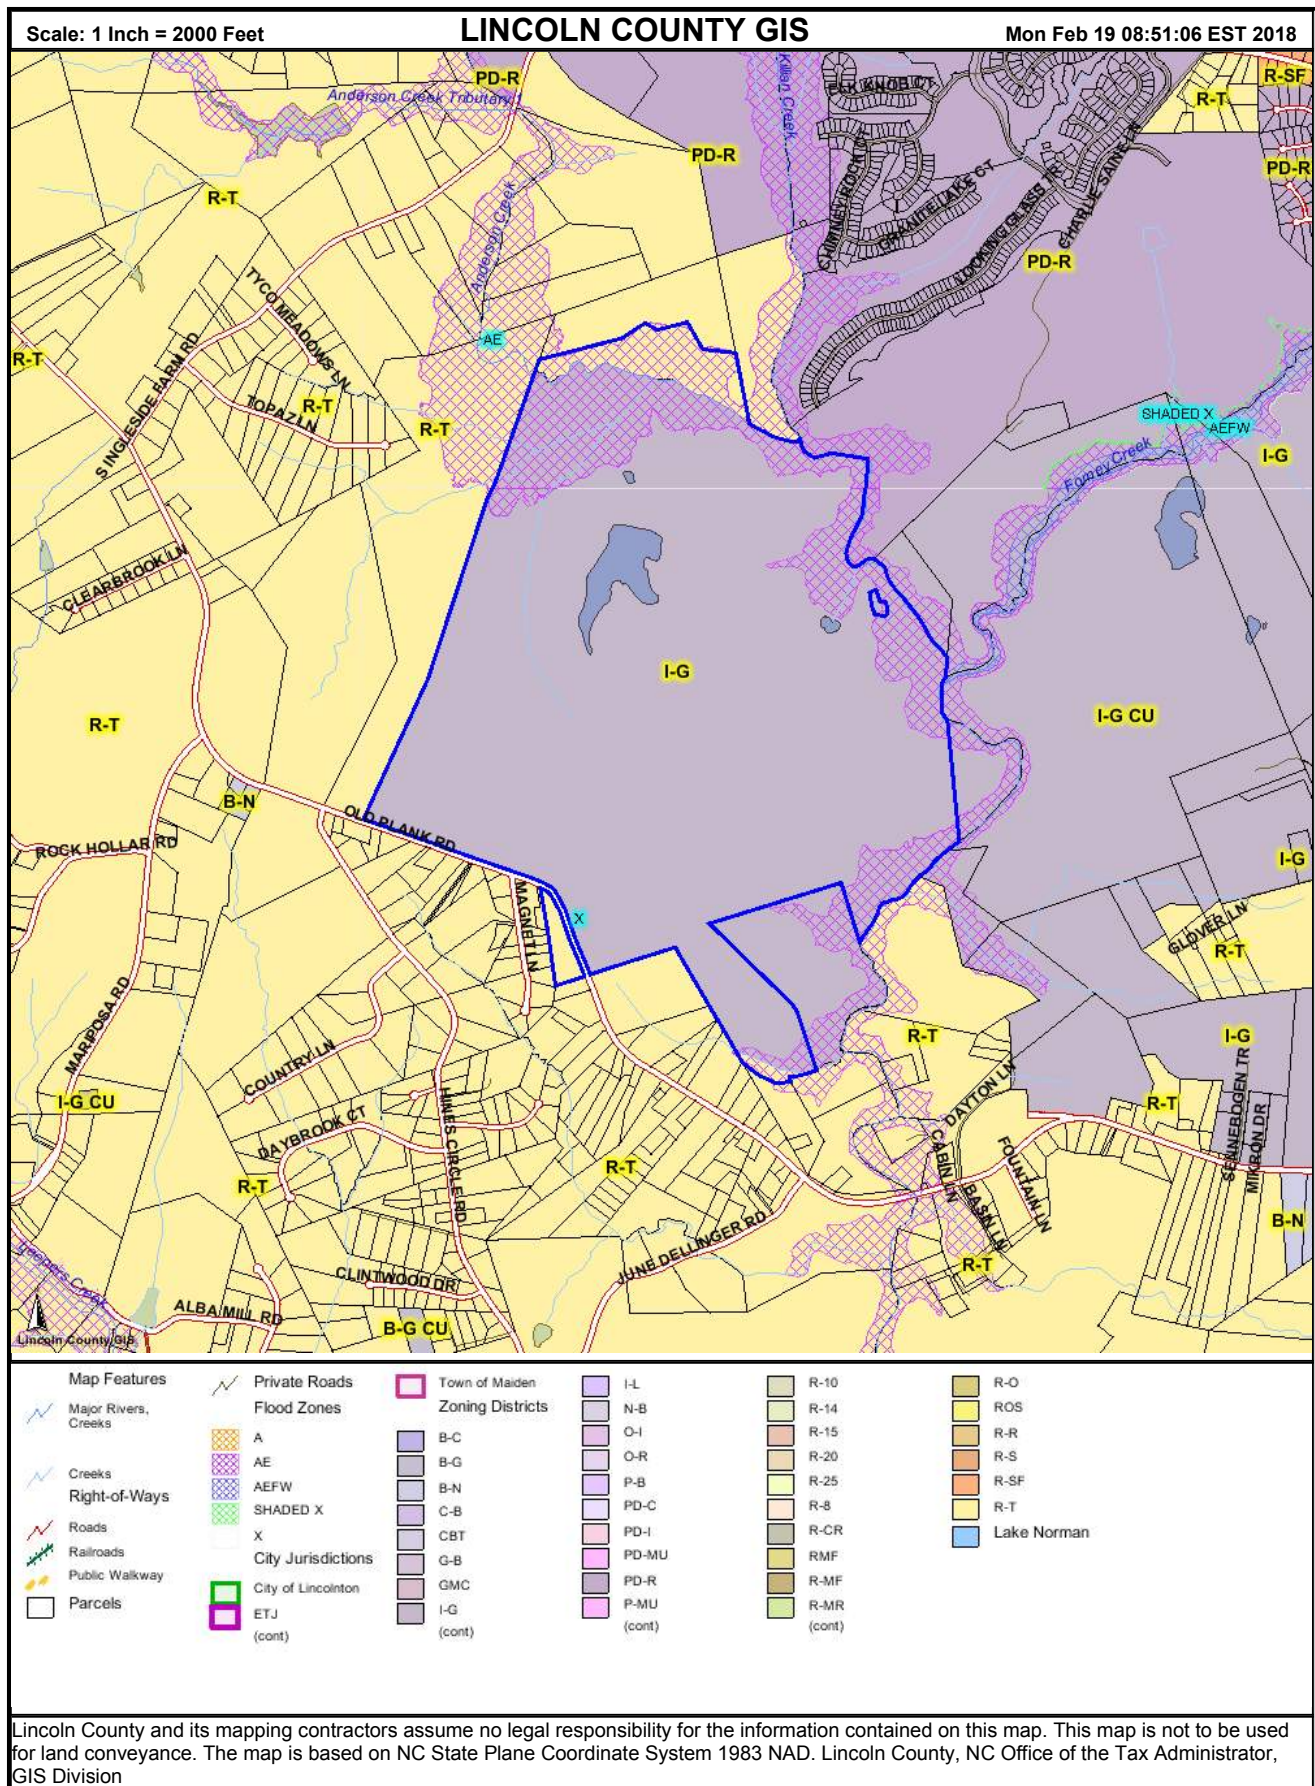 Scale: 1 Inch = 2000 Feet
LINCOLN COUNTY GIS
Mon Feb 19 08:51:06 EST 2018
PD-R
R-SF
Anderson Creek Tributary 1
Killian Creek
ELK KNOB CT
R-T
PD-R
PD-R
R-T
CHIMNEYROCK CT
GRANITE LAKE CT
LOOKING GLASS TR
CHARLIE SAINE LN
PD-R
Anderson Creek
TYCO MEADOWS LN
AE
R-T
S INGLESIDE FARM RD
TOPAZ LN
R-T
R-T
SHADED X
AEFW
I-G
Forney Creek
CLEARBROOK LN
I-G
R-T
I-G CU
B-N
OLD PLANK RD
ROCK HOLLAR RD
I-G
MAGNET LN
X
GLOVER LN
R-T
MARIPOSA RD
R-T
I-G
COUNTRY LN
DAYTON LN
I-G CU
R-T
HINES CIRCLE RD
DAYBROOK CT
CABIN LN
FOUNTAIN LN
SENNEBOGEN TR
MIKRON DR
R-T
R-T
BASIN LN
B-N
JUNE DELLINGER RD
R-T
Leepers Creek
CLINTWOOD DR
ALBA MILL RD
B-G CU
Lincoln County GIS
Map Features
Major Rivers,
Creeks
Creeks
Right-of-Ways
Roads
Railroads
Public Walkway
Parcels
Private Roads
Flood Zones
A
AE
AEFW
SHADED X
X
City Jurisdictions
City of Lincolnton
ETJ
(cont)
Town of Maiden
Zoning Districts
B-C
B-G
B-N
C-B
CBT
G-B
GMC
I-G
(cont)
I-L
N-B
O-I
O-R
P-B
PD-C
PD-I
PD-MU
PD-R
P-MU
(cont)
R-10
R-14
R-15
R-20
R-25
R-8
R-CR
RMF
R-MF
R-MR
(cont)
R-O
ROS
R-R
R-S
R-SF
R-T
Lake Norman
Lincoln County and its mapping contractors assume no legal responsibility for the information contained on this map. This map is not to be used
for land conveyance. The map is based on NC State Plane Coordinate System 1983 NAD. Lincoln County, NC Office of the Tax Administrator,
GIS Division